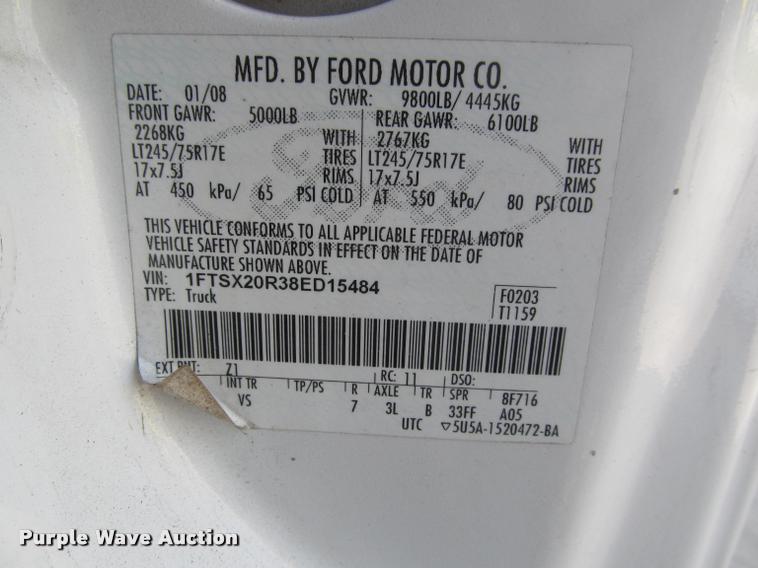 MFD. BY FORD MOTOR CO.
DATE: 01/08 GVWR: 9800LB/ 4445KG
FRONT GAWR: 5000LB REAR GAWR: 6100LB
2268KG WITH 2767KG WITH
LT245/75R17E TIRES LT245/75R17E TIRES
17x7.5J RIMS 17x7.5J RIMS
AT 450 kPa/ 65 PSI COLD AT 550 kPa/ 80 PSI COLD
THIS VEHICLE CONFORMS TO ALL APPLICABLE FEDERAL MOTOR
VEHICLE SAFETY STANDARDS IN EFFECT ON THE DATE OF
MANUFACTURE SHOWN ABOVE.
VIN: 1FTSX20R38ED15484
TYPE: Truck
F0203
T1159
EXT PNT: Z1 RC: 11 DSO:
INT TR TP/PS R AXLE TR SPR 8F716
VS 7 3L B 33FF A05
UTC ▽5U5A-1520472-BA
Ford
Purple Wave Auction